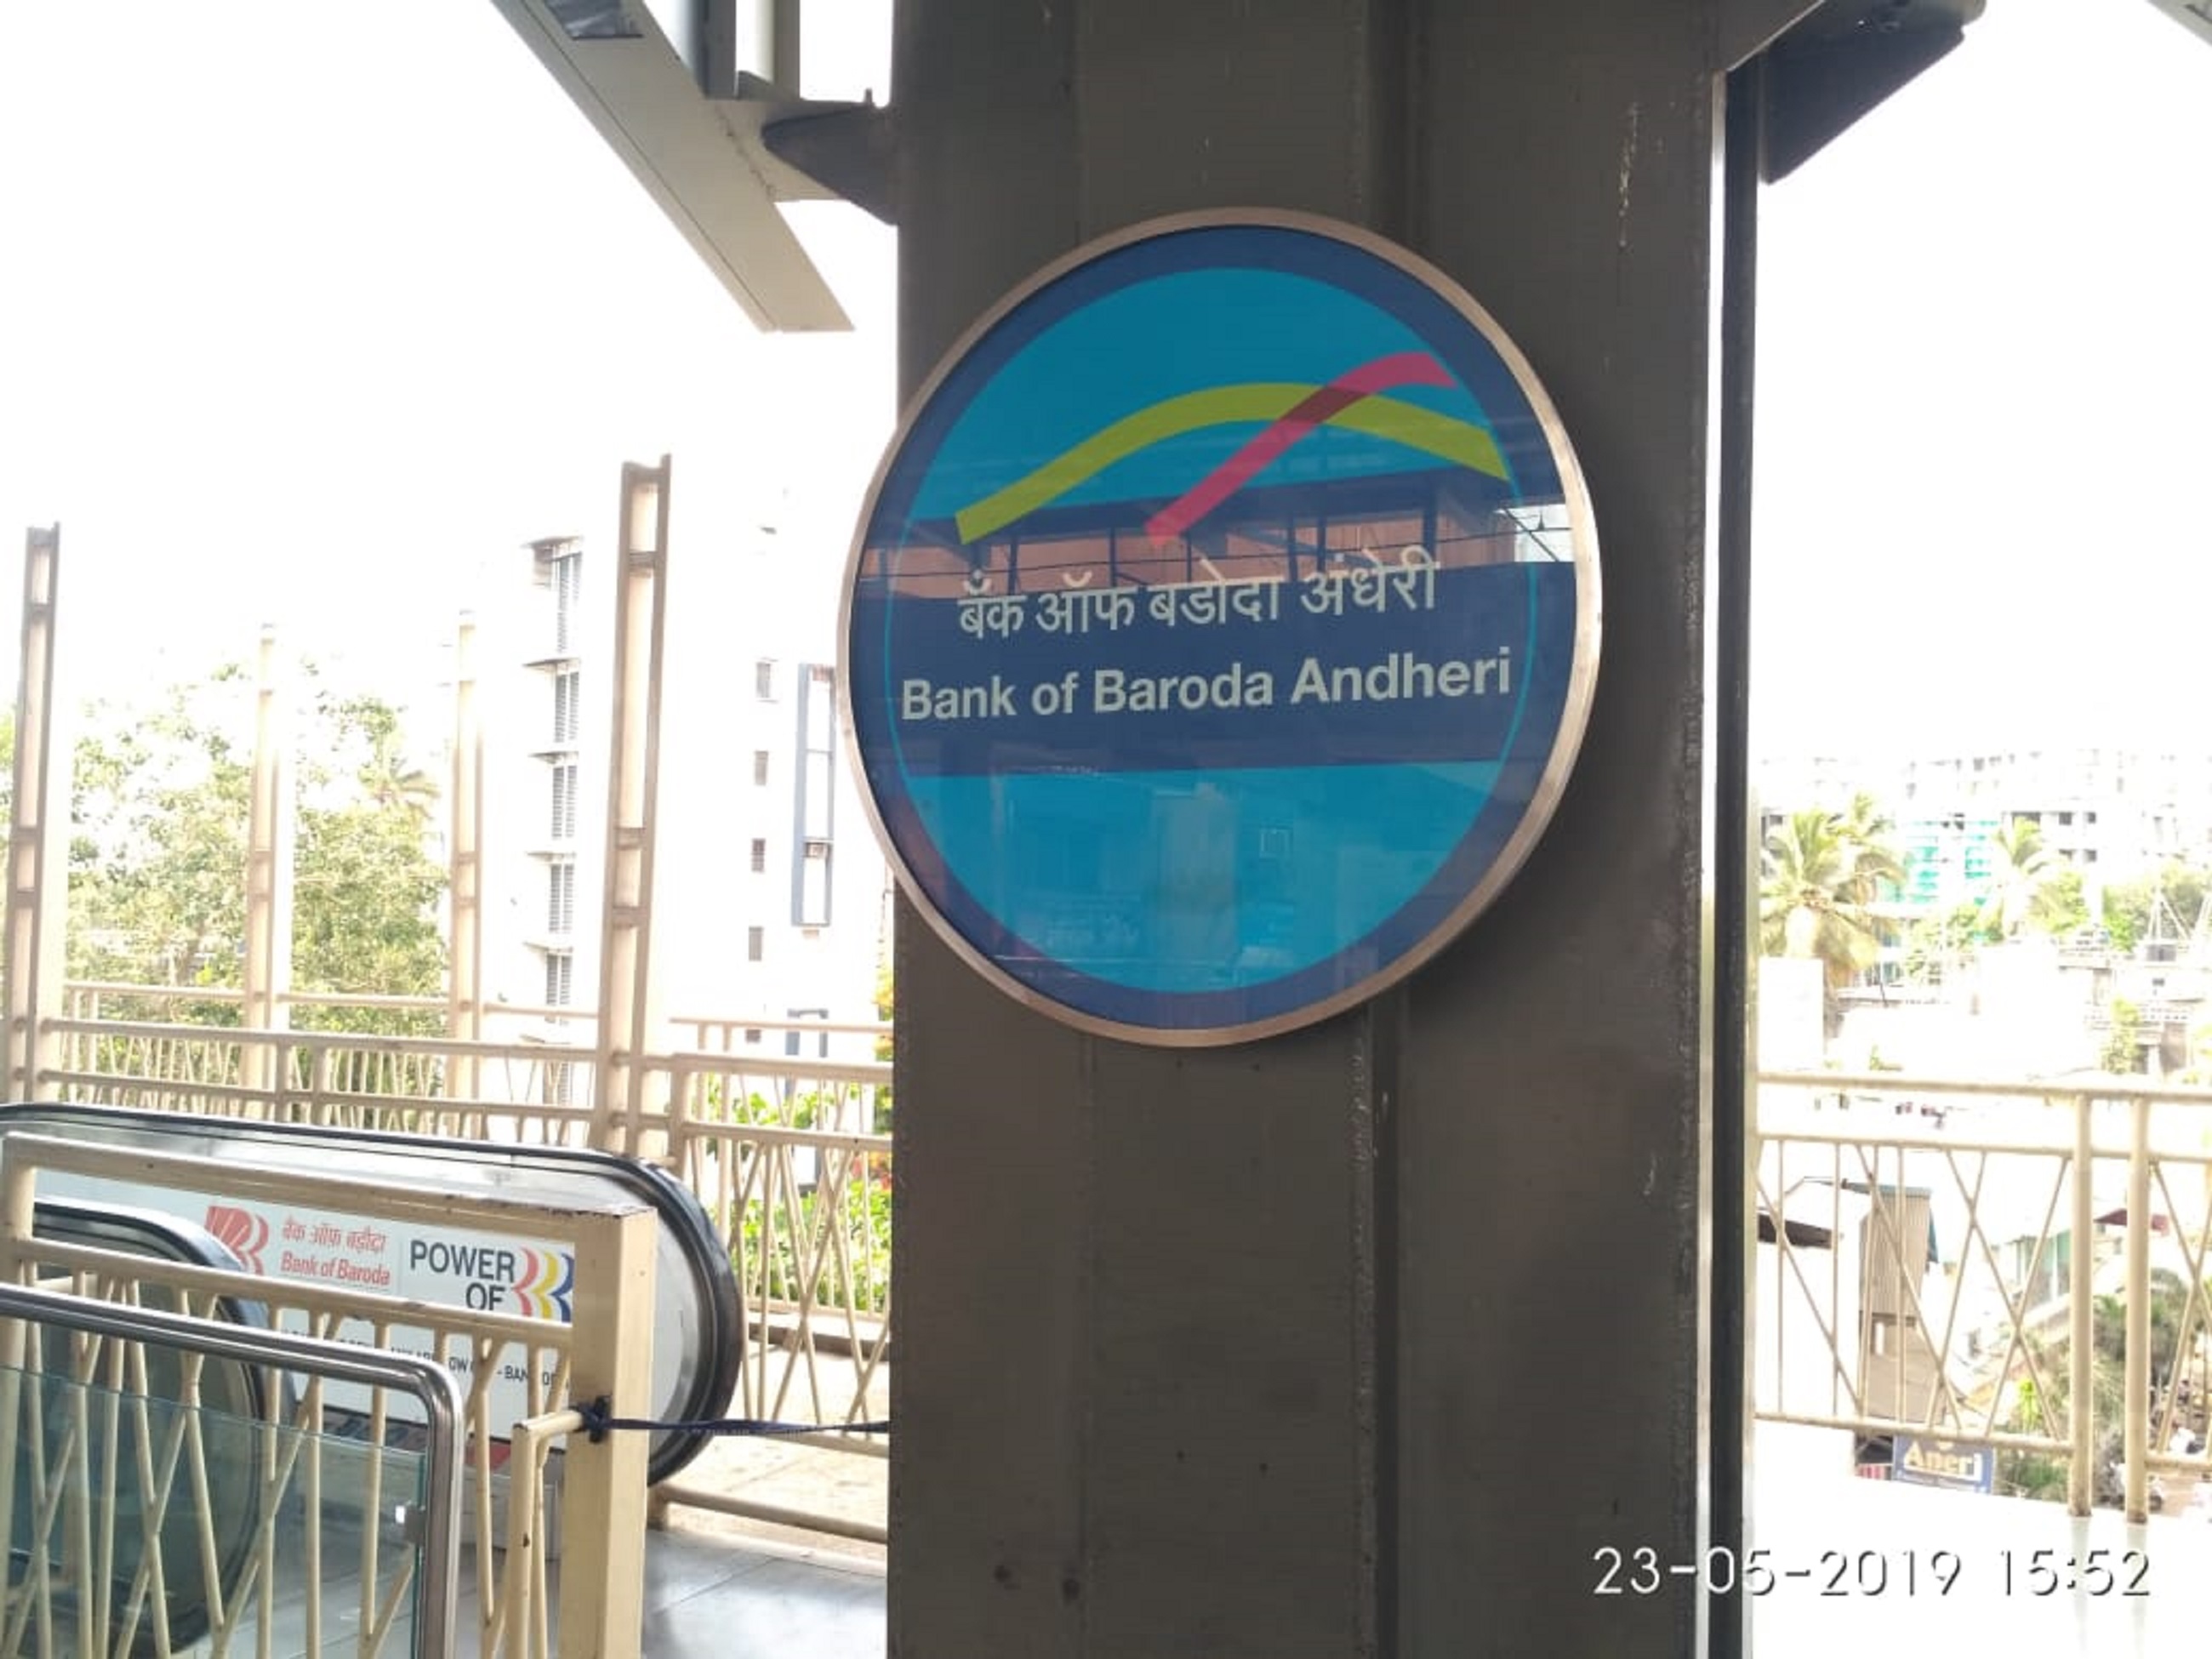 बँक ऑफ बडोदा अंधेरी
Bank of Baroda Andheri
बैंक ऑफ़ बड़ौदा
Bank of Baroda
POWER
OF
23-05-2019 15:52